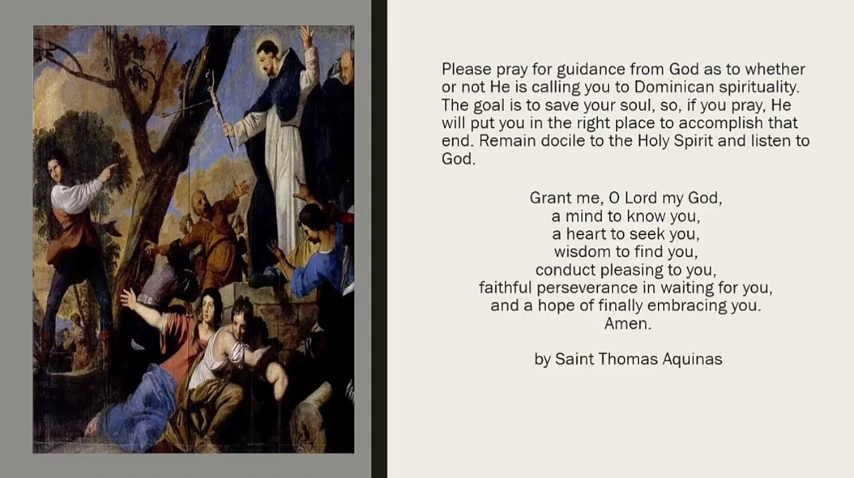 Please pray for guidance from God as to whether
or not He is calling you to Dominican spirituality.
The goal is to save your soul, so, if you pray, He
will put you in the right place to accomplish that
end. Remain docile to the Holy Spirit and listen to
God.
Grant me, O Lord my God,
a mind to know you,
a heart to seek you,
wisdom to find you,
conduct pleasing to you,
faithful perseverance in waiting for you,
and a hope of finally embracing you.
Amen.
by Saint Thomas Aquinas